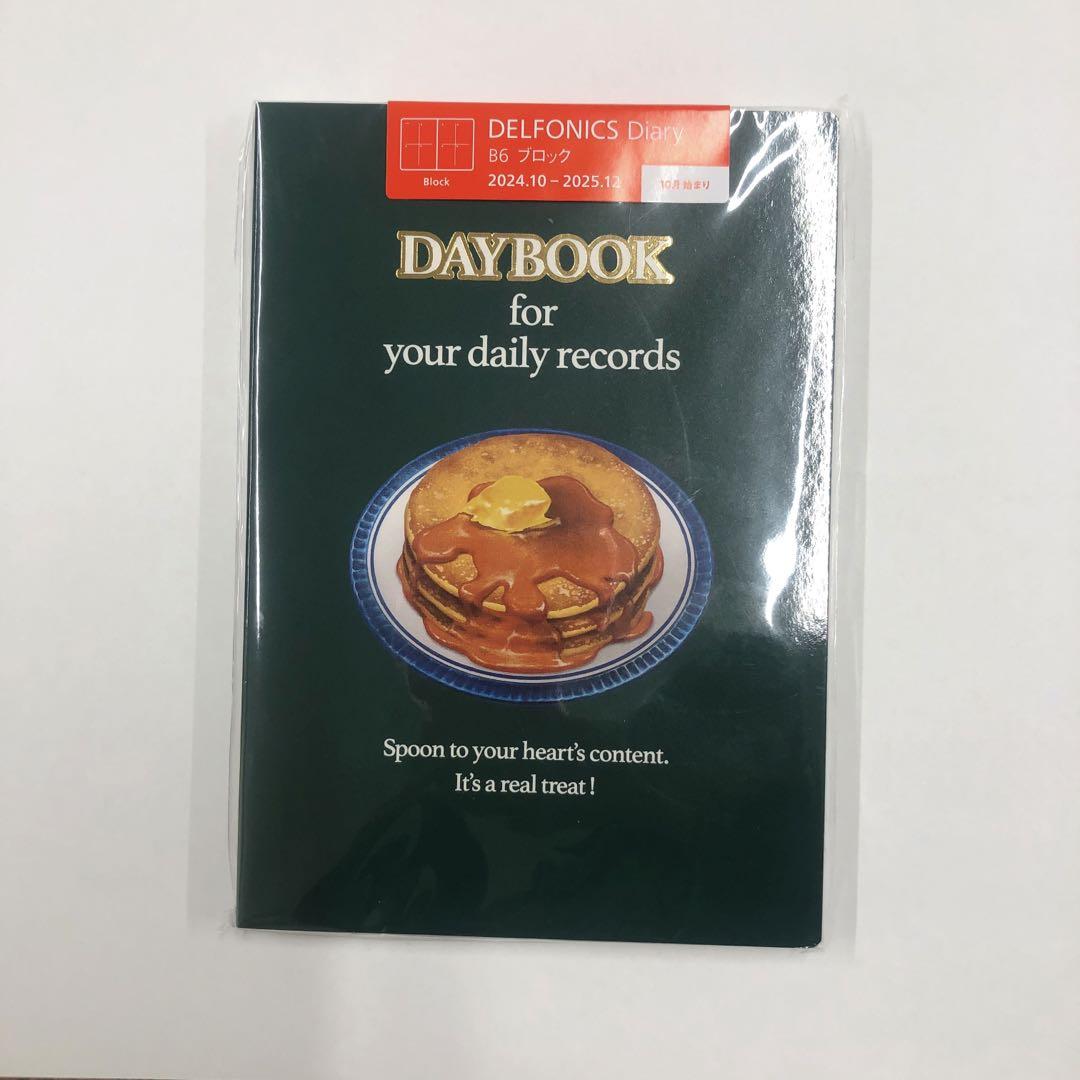 DELFONICS Diary
B6 ブロック
Block
2024.10－2025.12
10月始まり
DAYBOOK
for
your daily records
Spoon to your heart's content.
It's a real treat !